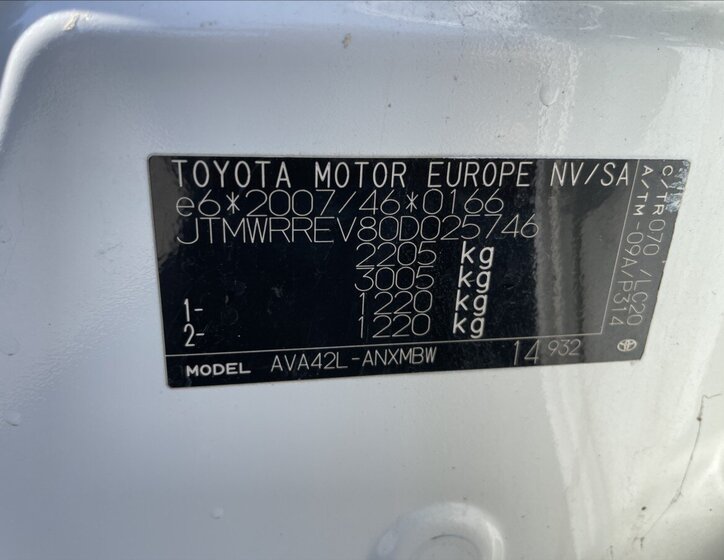 TOYOTA MOTOR EUROPE NV/SA
e6*2007/46*0166
JTMWRREV80D025746
2205 kg
3005 kg
1- 1220 kg
2- 1220 kg
MODEL AVA42L-ANXMBW 14 932
C/TR070/LC20
A/TM-09A/P314